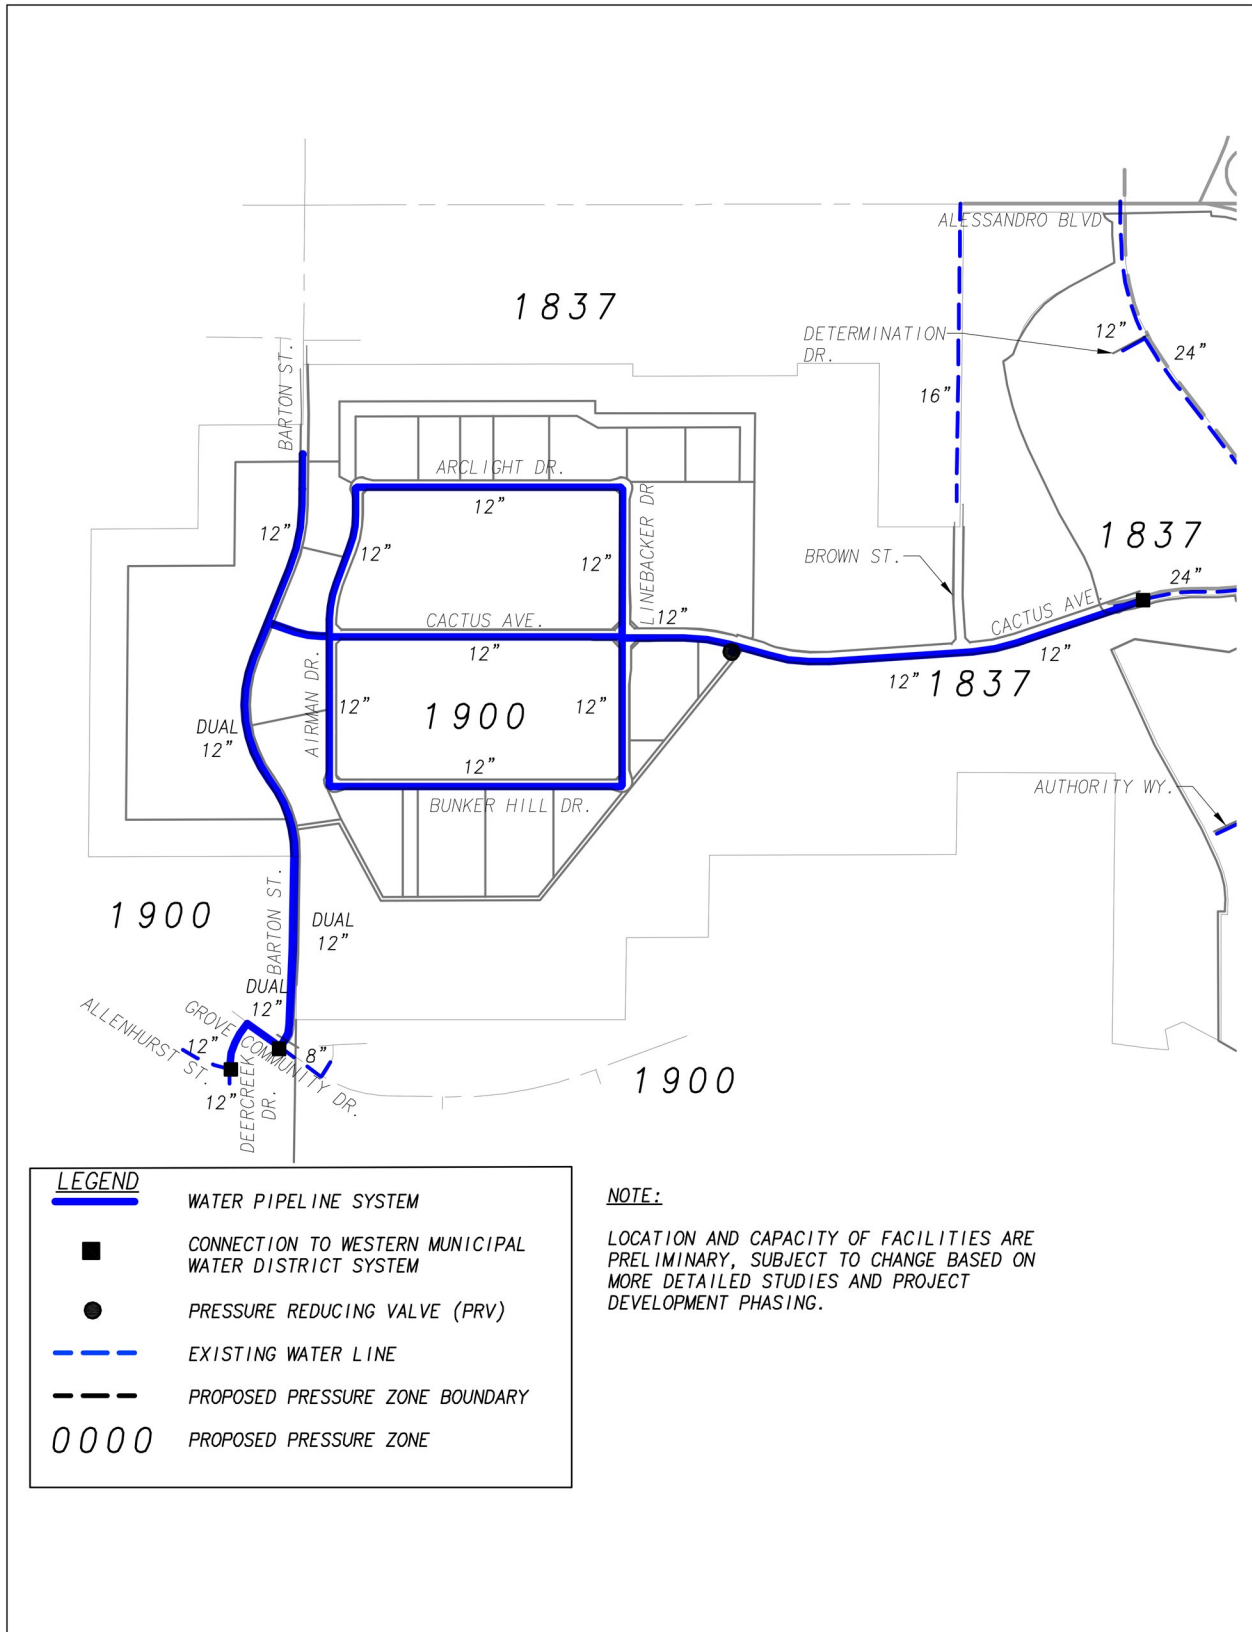 ALESSANDRO BLVD
1837
DETERMINATION
DR.
12”
24”
BARTON ST.
16”
ARCLIGHT DR.
12”
LINEBACKER DR
12”
12”
12”
1837
BROWN ST.
24”
CACTUS AVE.
12”
CACTUS AVE.
12”
12”
12”
1837
AIRMAN DR.
12”
1900
12”
DUAL
12”
12”
BUNKER HILL DR.
AUTHORITY WY.
1900
BARTON ST.
DUAL
12”
DUAL
12”
ALLENHURST ST.
GROVE COMMUNITY DR.
12”
8”
12”
DEERCREEK
DR.
1900
LEGEND
WATER PIPELINE SYSTEM
CONNECTION TO WESTERN MUNICIPAL
WATER DISTRICT SYSTEM
PRESSURE REDUCING VALVE (PRV)
EXISTING WATER LINE
PROPOSED PRESSURE ZONE BOUNDARY
0000 PROPOSED PRESSURE ZONE
NOTE:
LOCATION AND CAPACITY OF FACILITIES ARE
PRELIMINARY, SUBJECT TO CHANGE BASED ON
MORE DETAILED STUDIES AND PROJECT
DEVELOPMENT PHASING.